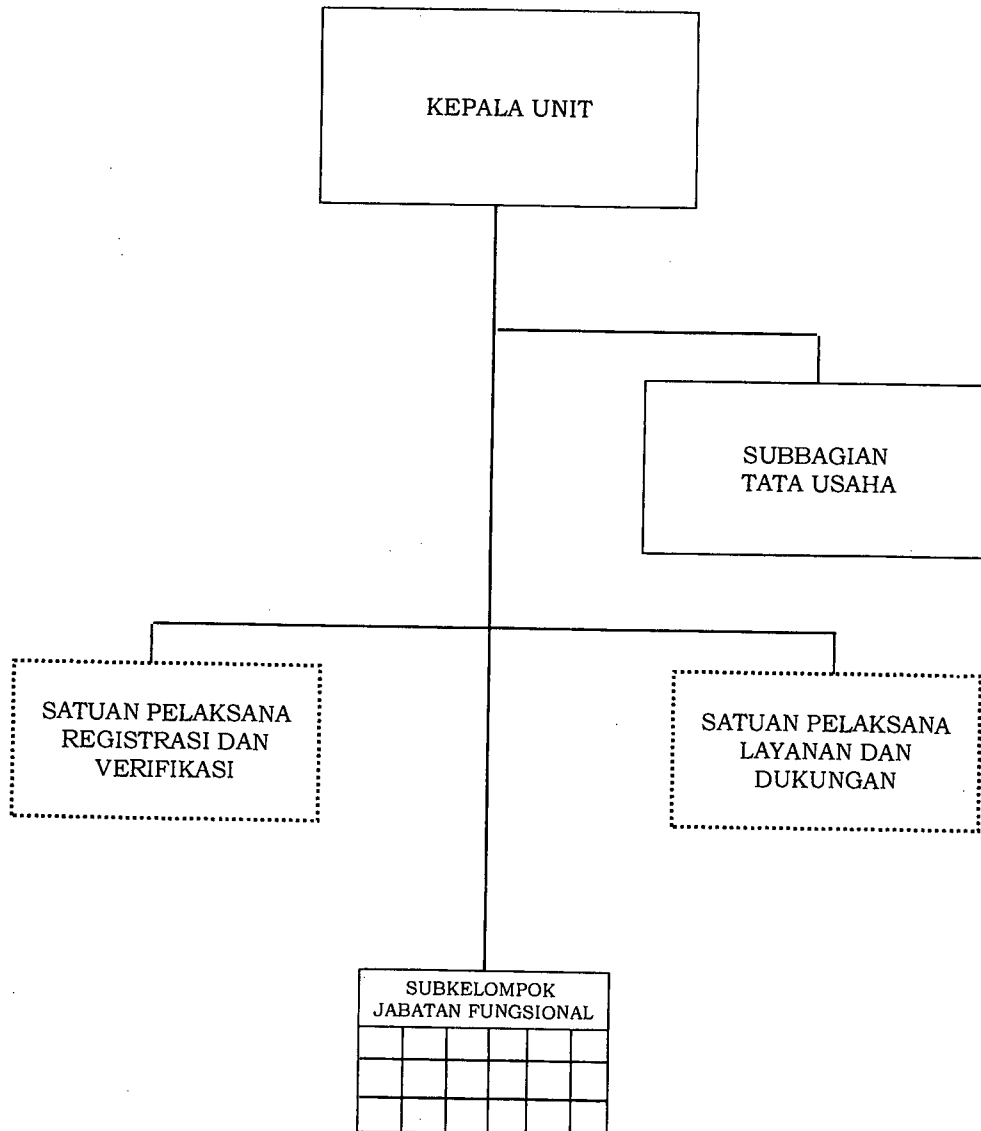 KEPALA UNIT
SUBBAGIAN
TATA USAHA
SATUAN PELAKSANA
REGISTRASI DAN
VERIFIKASI
SATUAN PELAKSANA
LAYANAN DAN
DUKUNGAN
SUBKELOMPOK
JABATAN FUNGSIONAL